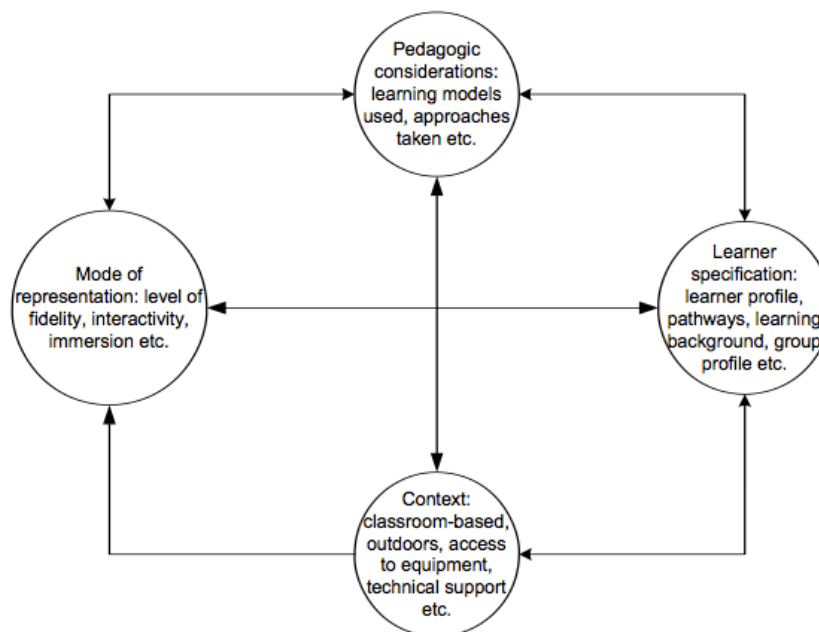 Pedagogic
considerations:
learning models
used, approaches
taken etc.
Mode of
representation: level of
fidelity, interactivity,
immersion etc.
Learner
specification:
learner profile,
pathways, learning
background, group
profile etc.
Context:
classroom-based,
outdoors, access
to equipment,
technical support
etc.